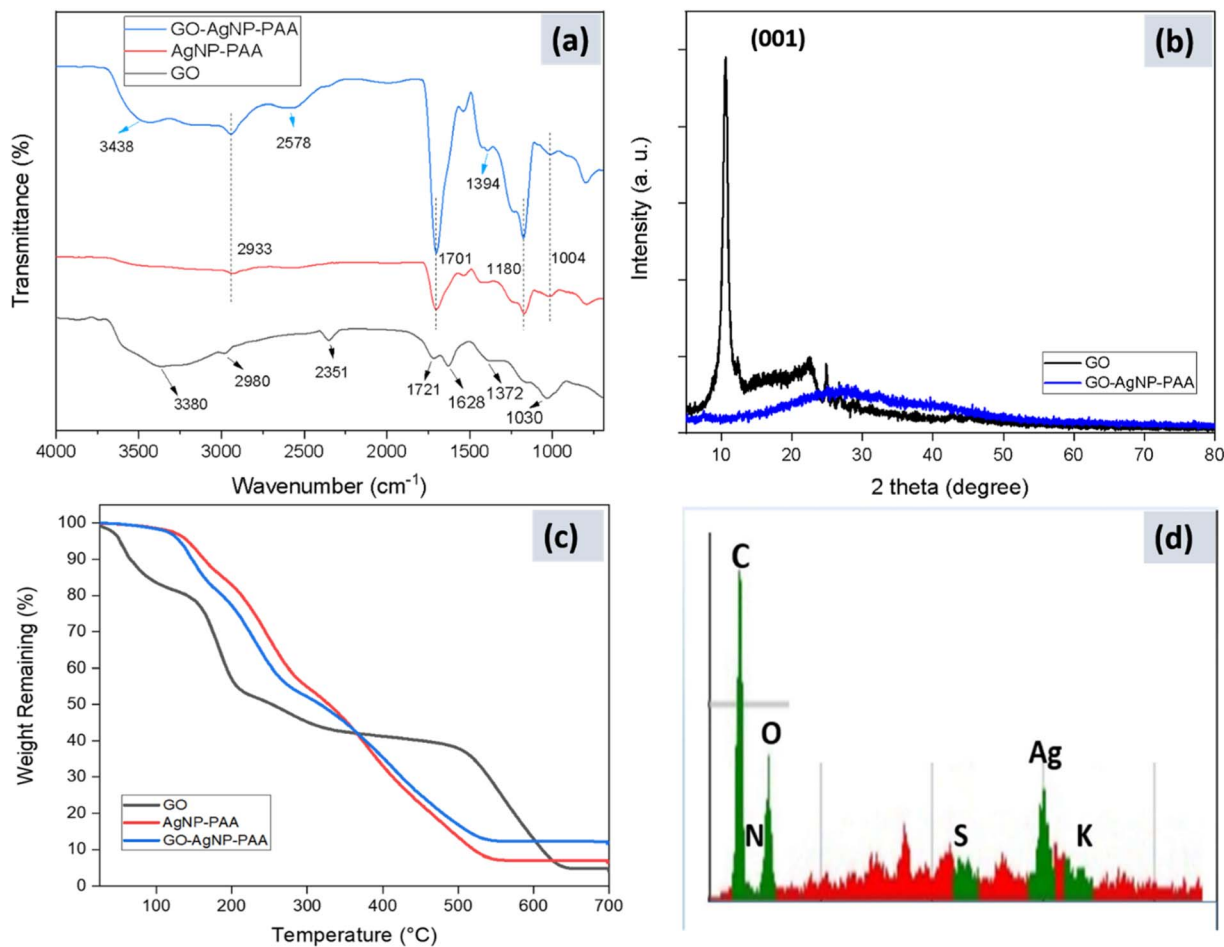 (a)
GO-AgNP-PAA
AgNP-PAA
GO
3438
2578
2933
1394
1701
1180
1004
2980
2351
3380
1721
1628
1372
1030
4000 3500 3000 2500 2000 1500 1000
Wavenumber (cm-1)
Transmittance (%)
(b)
(001)
GO
GO-AgNP-PAA
10 20 30 40 50 60 70 80
2 theta (degree)
Intensity (a. u.)
(c)
100
90
80
70
60
50
40
30
20
10
0
GO
AgNP-PAA
GO-AgNP-PAA
100 200 300 400 500 600 700
Temperature (°C)
Weight Remaining (%)
(d)
C
O
N
S
Ag
K